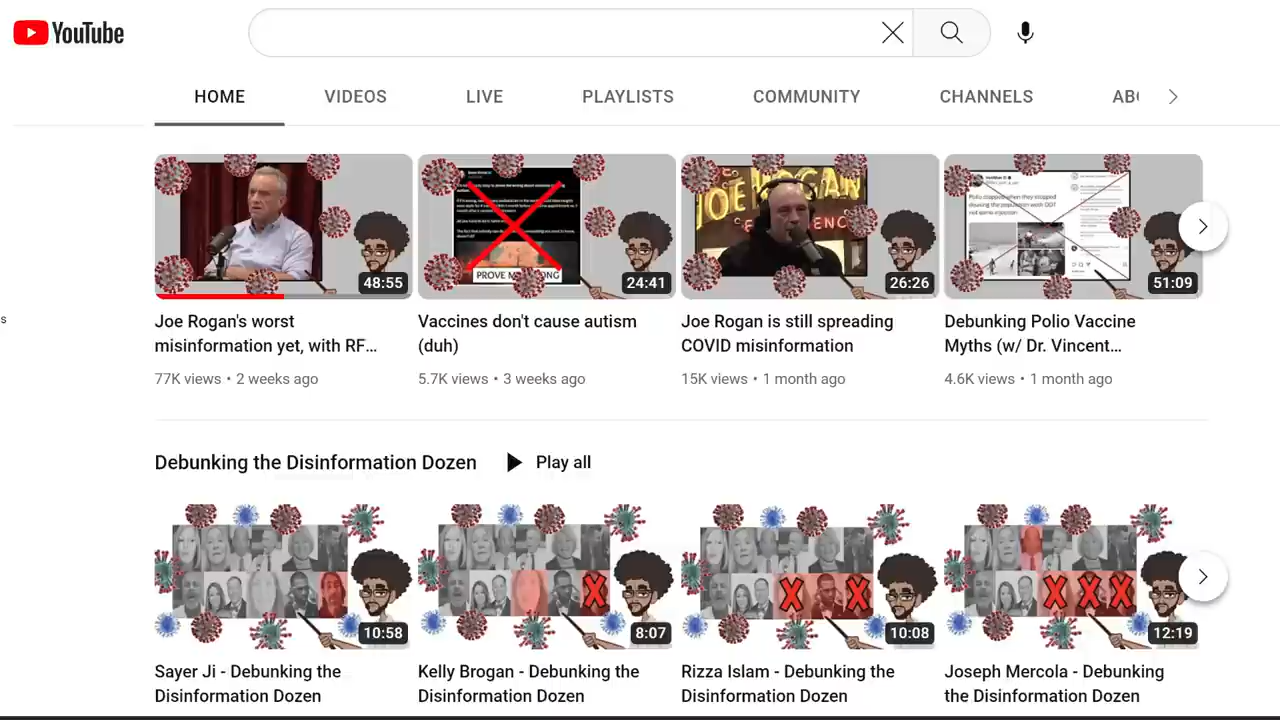 YouTube
HOME VIDEOS LIVE PLAYLISTS COMMUNITY CHANNELS
48:55
PROVE
24:41
JOE ROGAN
26:26
51:09
s
Joe Rogan's worst
misinformation yet, with RF...
77K views • 2 weeks ago
Vaccines don't cause autism
(duh)
5.7K views • 3 weeks ago
Joe Rogan is still spreading
COVID misinformation
15K views • 1 month ago
Debunking Polio Vaccine
Myths (w/ Dr. Vincent...
4.6K views • 1 month ago
Debunking the Disinformation Dozen Play all
10:58
X
8:07
X X
10:08
X X X
12:19
Sayer Ji - Debunking the
Disinformation Dozen
Kelly Brogan - Debunking the
Disinformation Dozen
Rizza Islam - Debunking the
Disinformation Dozen
Joseph Mercola - Debunking
the Disinformation Dozen